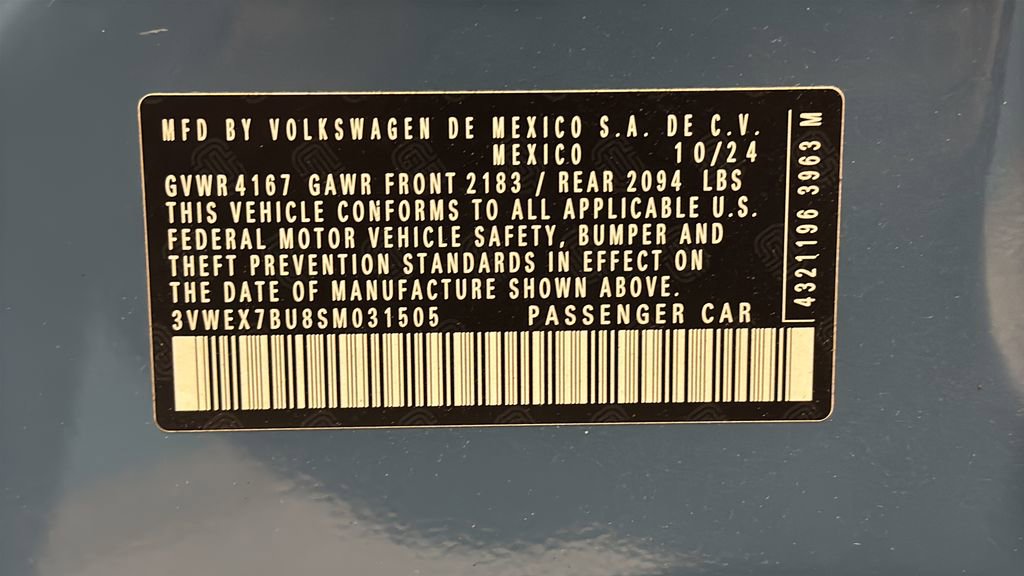 MFD BY VOLKSWAGEN DE MEXICO S.A. DE C.V.
MEXICO 10/24
GVWR 4167 GAWR FRONT 2183 / REAR 2094 LBS
THIS VEHICLE CONFORMS TO ALL APPLICABLE U.S.
FEDERAL MOTOR VEHICLE SAFETY, BUMPER AND
THEFT PREVENTION STANDARDS IN EFFECT ON
THE DATE OF MANUFACTURE SHOWN ABOVE.
3VWEX7BU8SM031505 PASSENGER CAR
4321196 3963 M